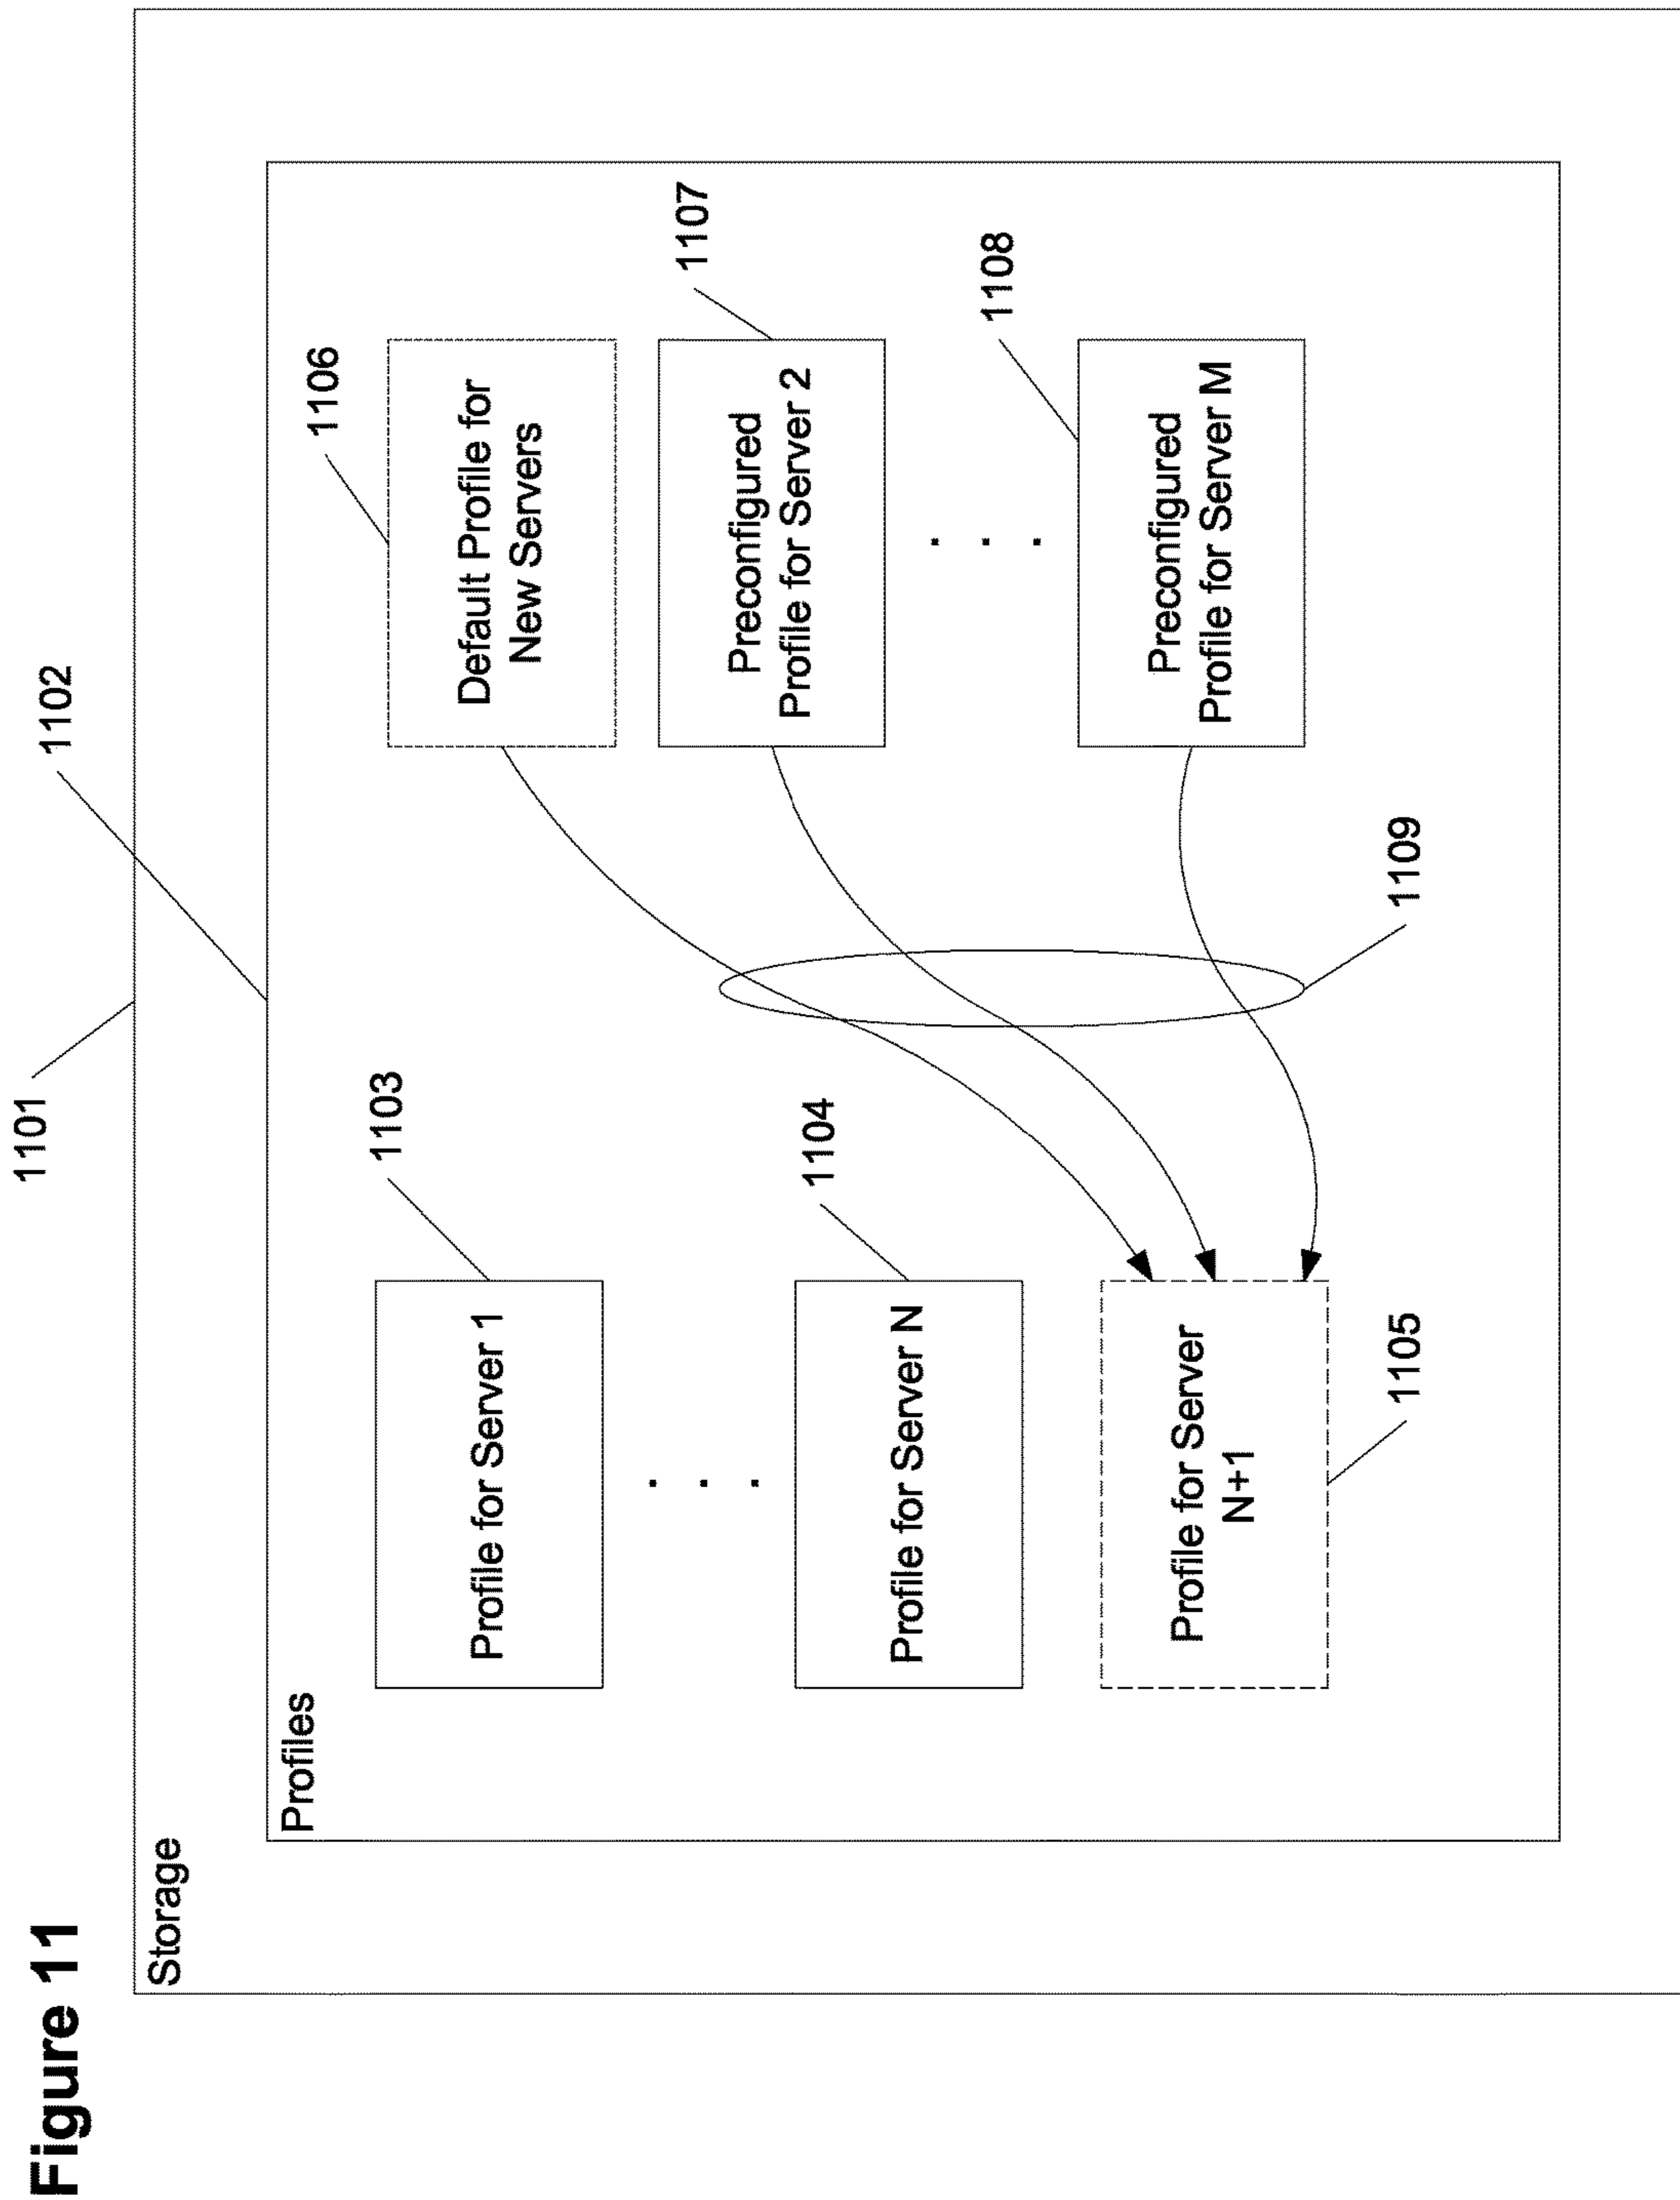 Figure 11
1101
1102
Storage
Profiles
1103
Profile for Server 1
. . .
1104
Profile for Server N
Profile for Server
N+1
1105
1106
Default Profile for
New Servers
1107
Preconfigured
Profile for Server 2
. . .
1108
Preconfigured
Profile for Server M
1109